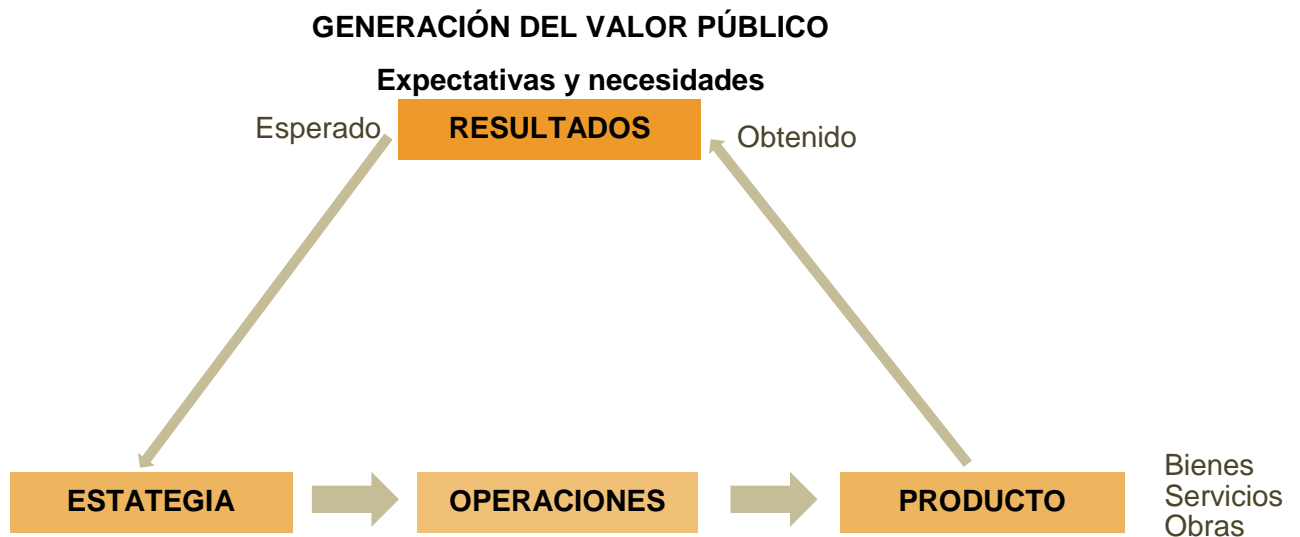 GENERACIÓN DEL VALOR PÚBLICO
Expectativas y necesidades
Esperado
RESULTADOS
Obtenido
ESTATEGIA
OPERACIONES
PRODUCTO
Bienes
Servicios
Obras